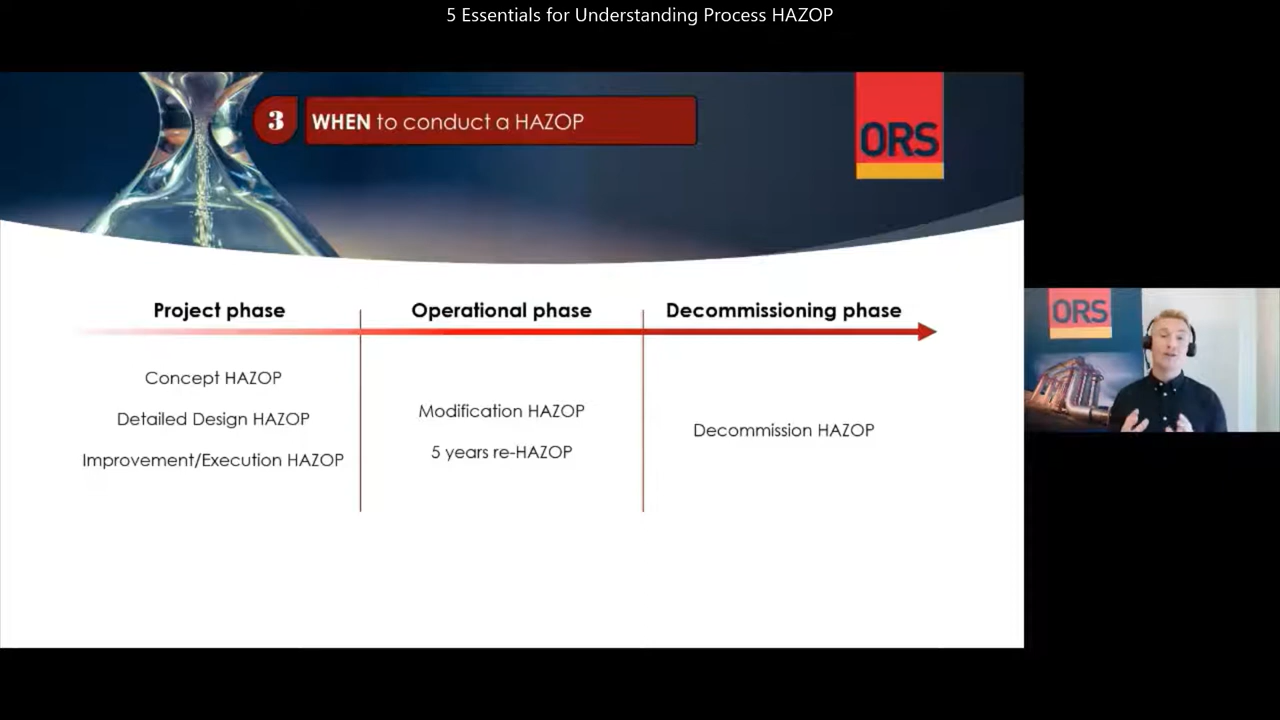 5 Essentials for Understanding Process HAZOP
3
WHEN to conduct a HAZOP
ORS
Project phase
Operational phase
Decommissioning phase
Concept HAZOP
Detailed Design HAZOP
Improvement/Execution HAZOP
Modification HAZOP
5 years re-HAZOP
Decommission HAZOP
ORS